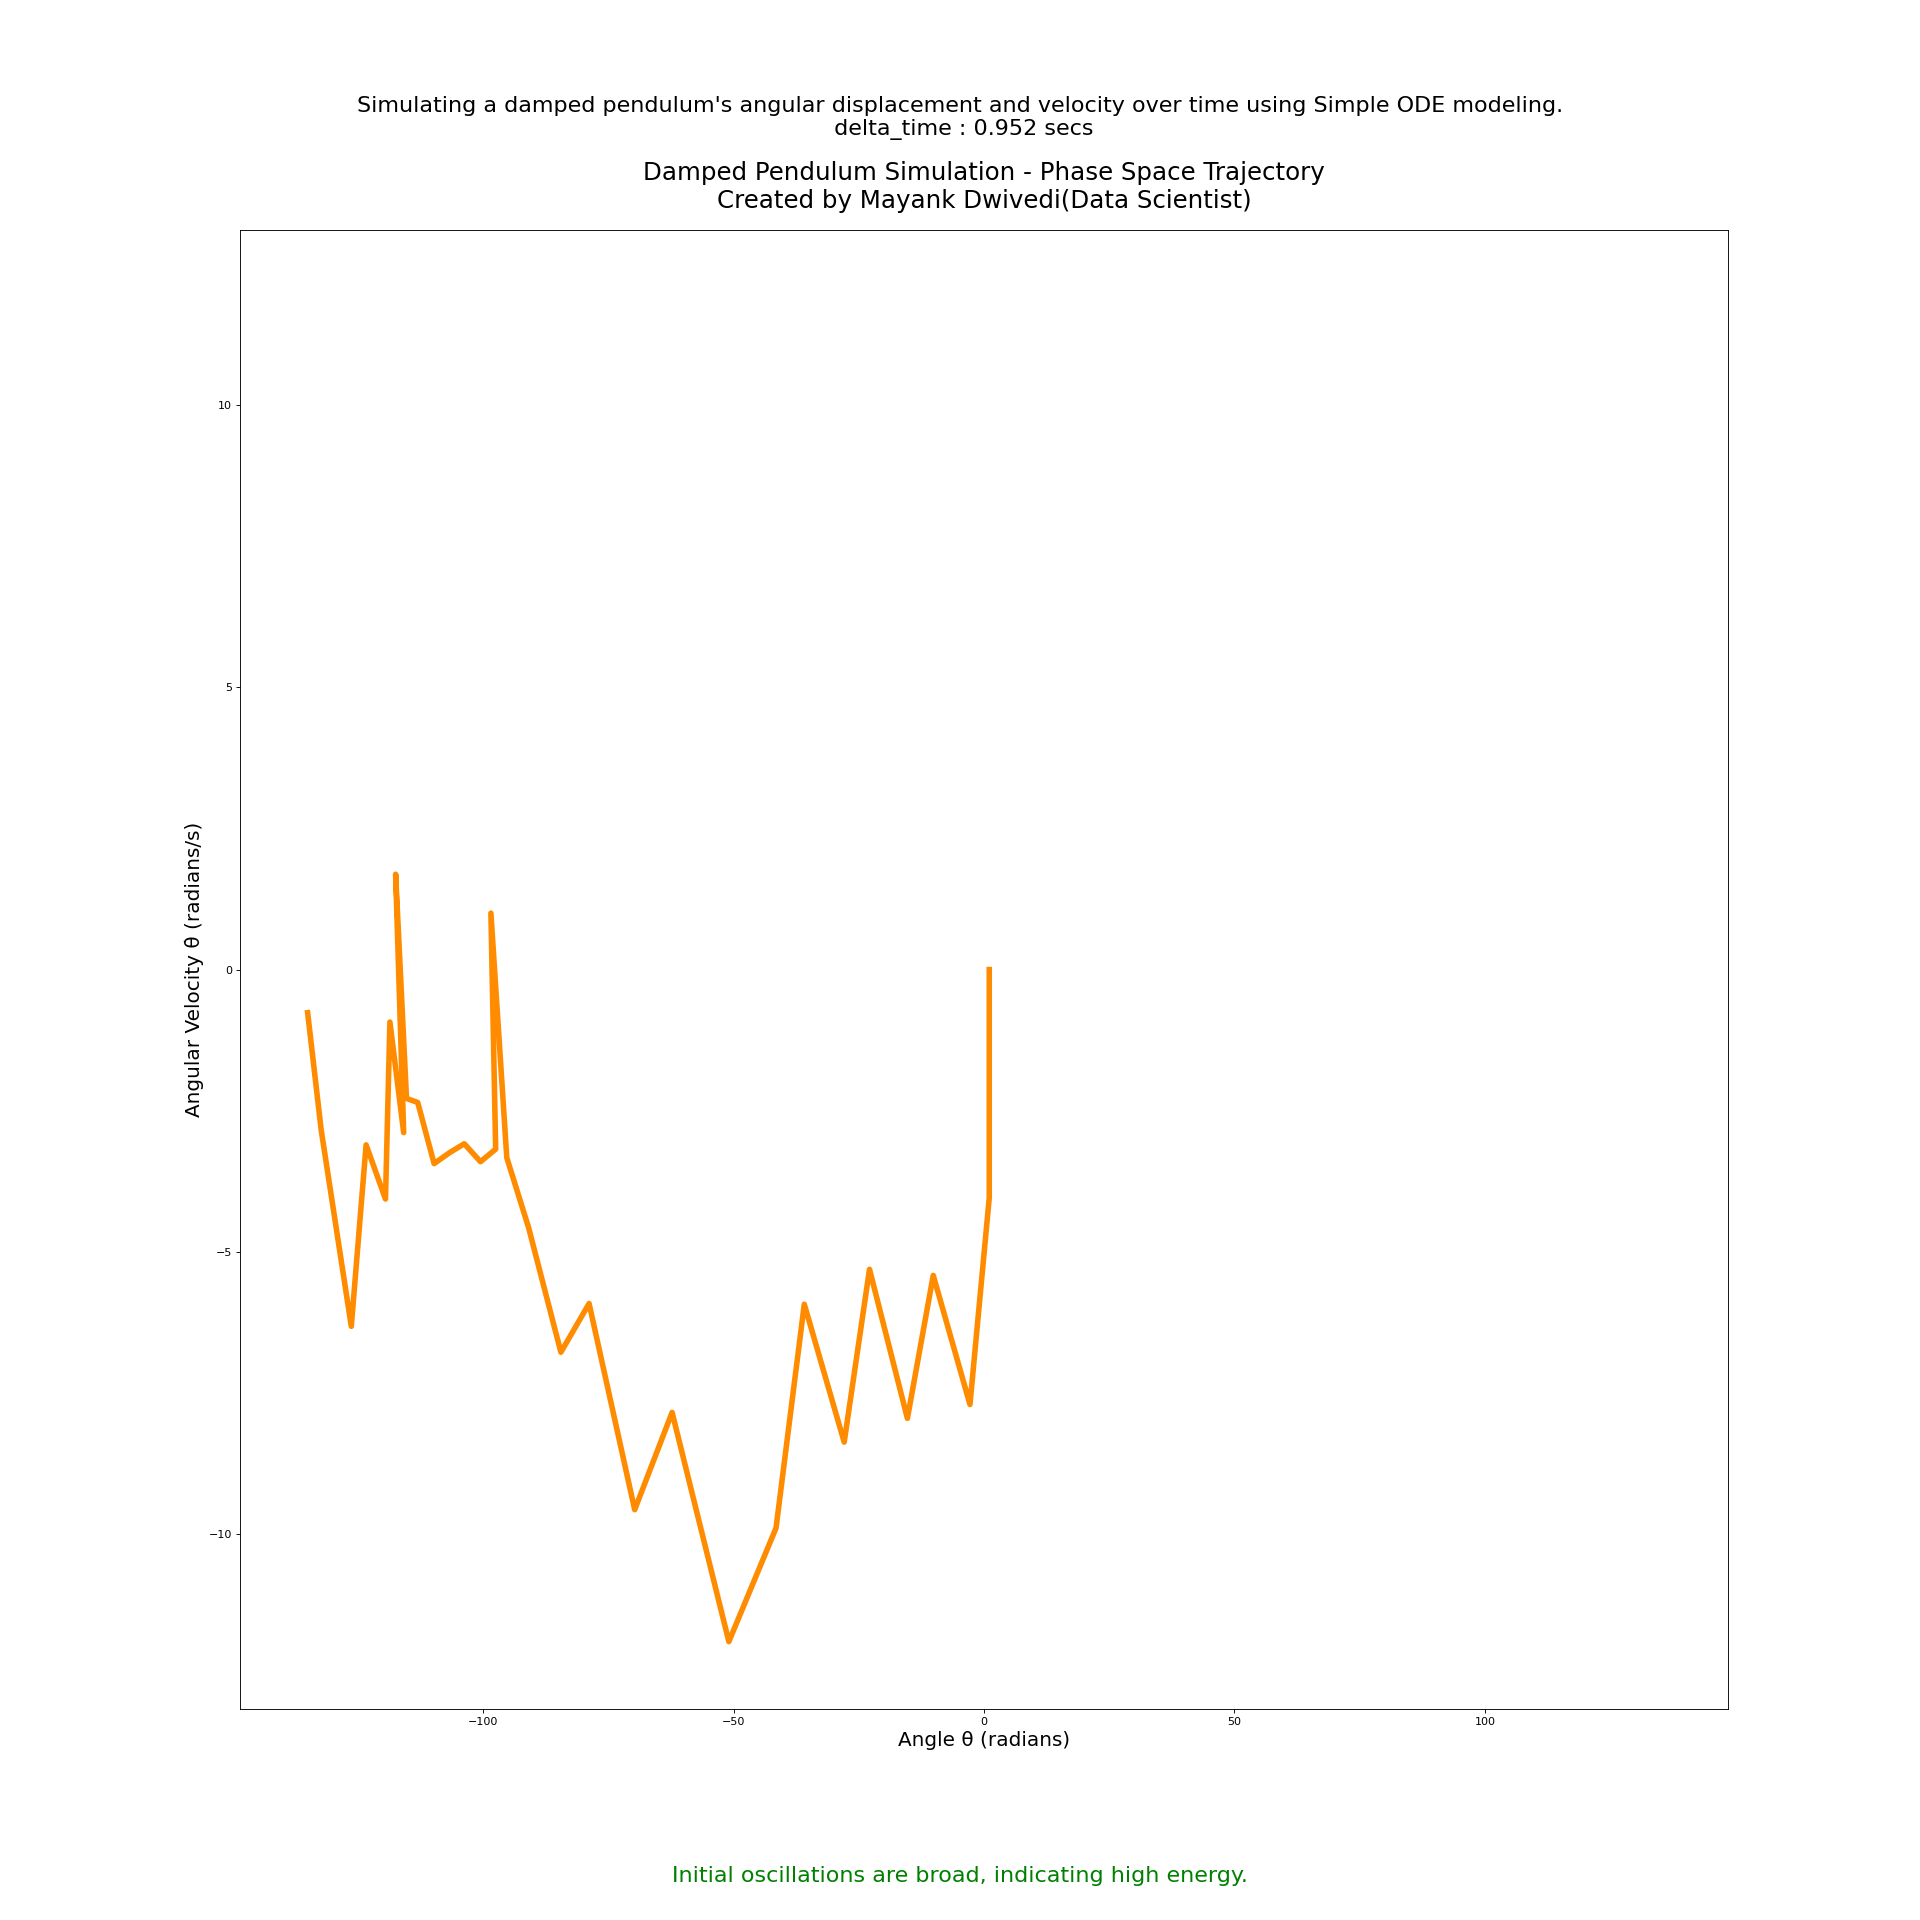 Simulating a damped pendulum's angular displacement and velocity over time using Simple ODE modeling.
delta_time : 0.952 secs
Damped Pendulum Simulation - Phase Space Trajectory
Created by Mayank Dwivedi(Data Scientist)
10
5
0
−5
−10
Angular Velocity θ (radians/s)
−100
−50
0
50
100
Angle θ (radians)
Initial oscillations are broad, indicating high energy.